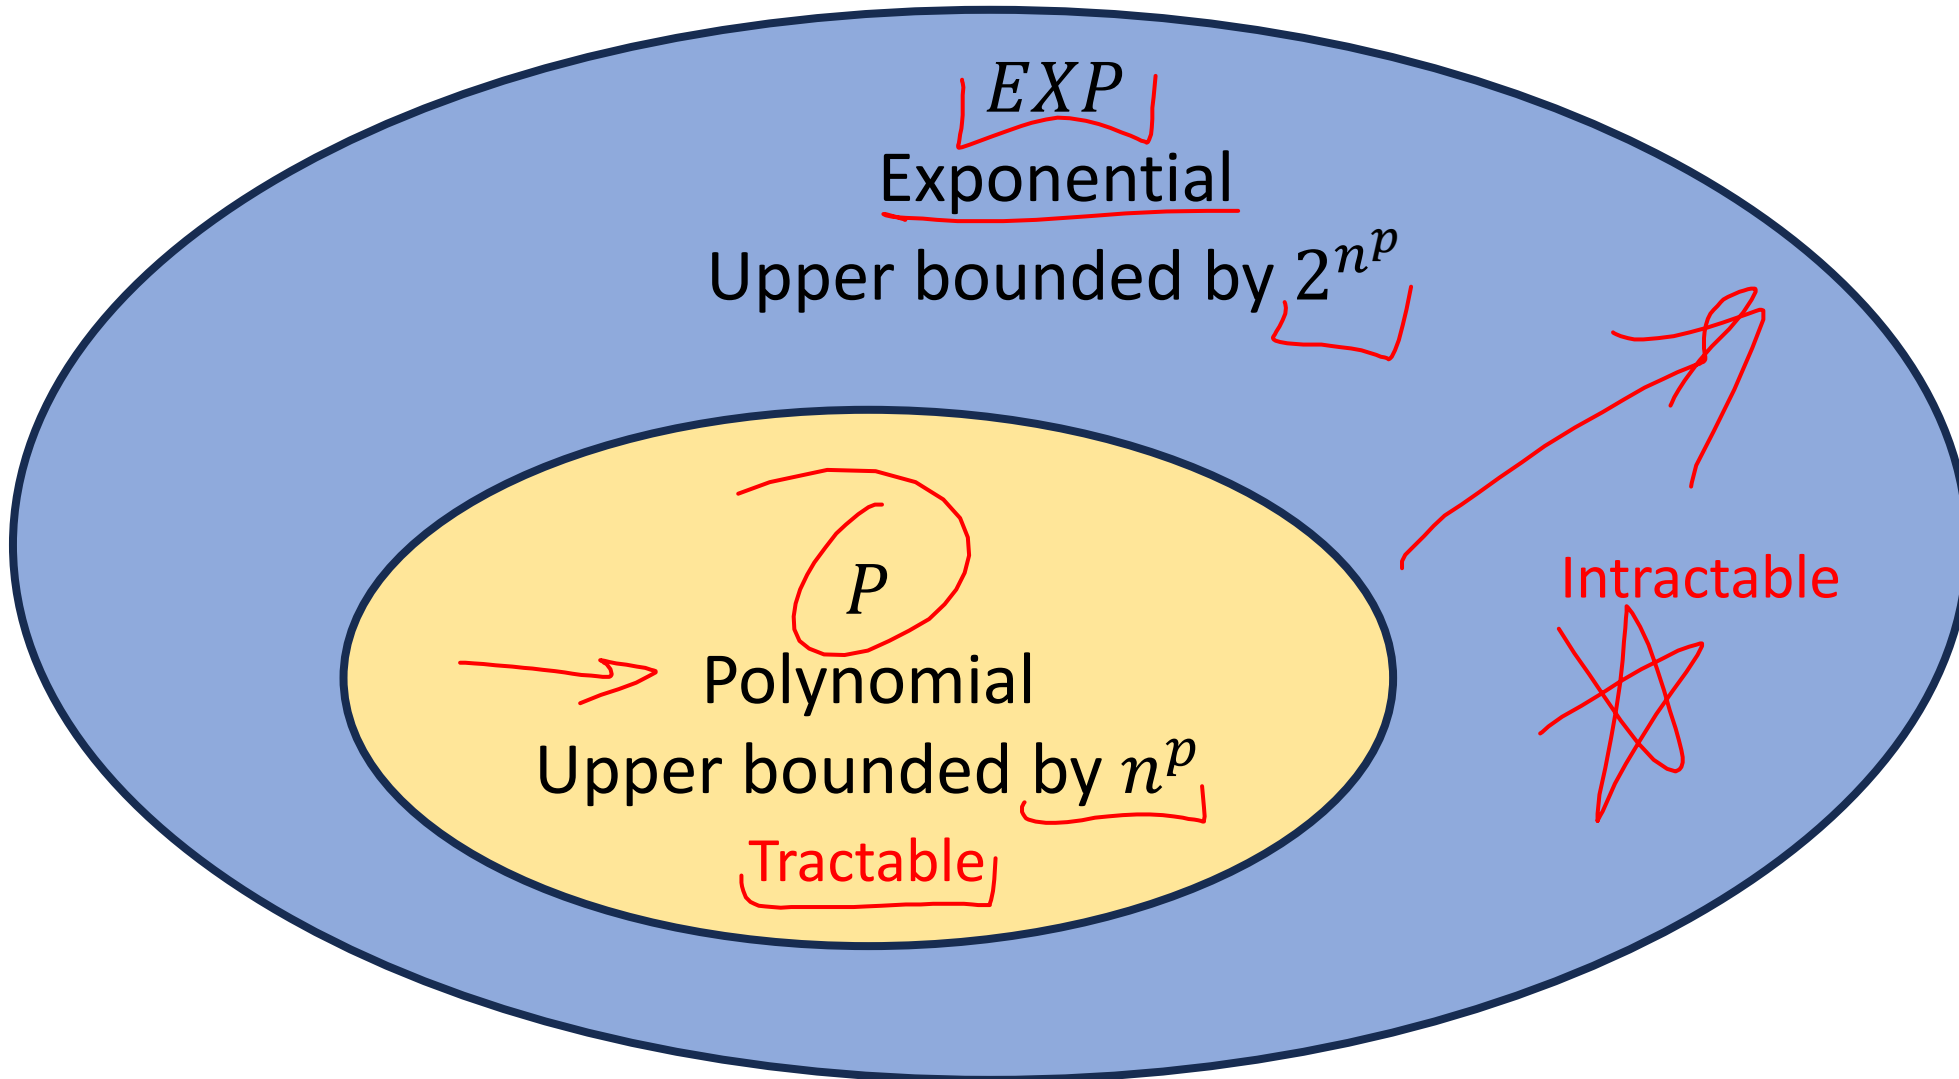 EXP
Exponential
Upper bounded by 2^{n^p}
P
Polynomial
Upper bounded by n^p
Tractable
Intractable